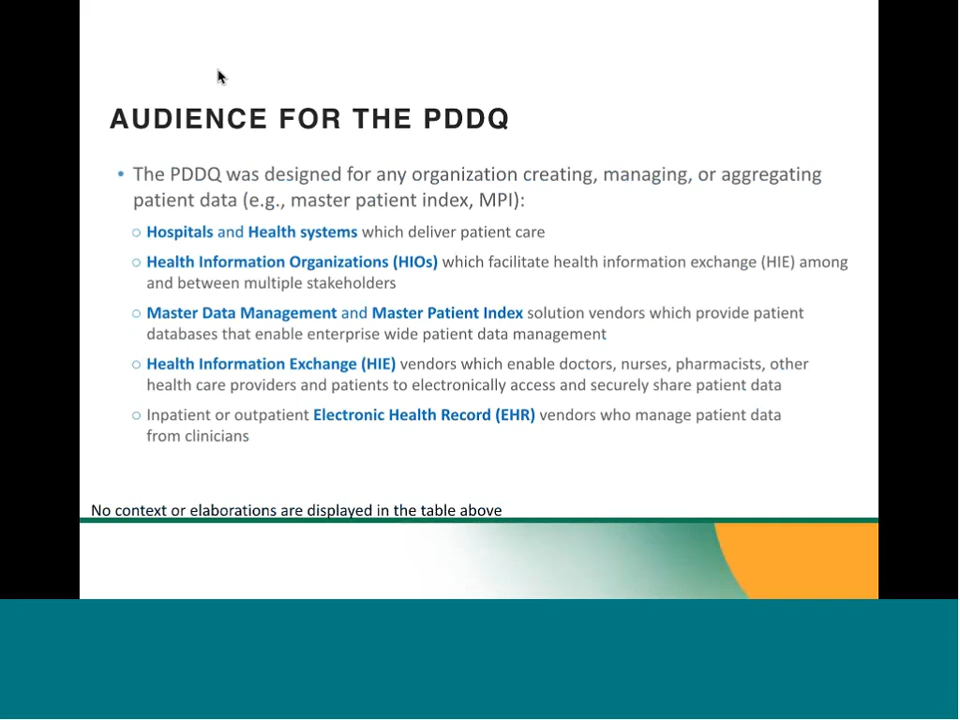 AUDIENCE FOR THE PDDQ
• The PDDQ was designed for any organization creating, managing, or aggregating
patient data (e.g., master patient index, MPI):
○ Hospitals and Health systems which deliver patient care
○ Health Information Organizations (HIOs) which facilitate health information exchange (HIE) among
and between multiple stakeholders
○ Master Data Management and Master Patient Index solution vendors which provide patient
databases that enable enterprise wide patient data management
○ Health Information Exchange (HIE) vendors which enable doctors, nurses, pharmacists, other
health care providers and patients to electronically access and securely share patient data
○ Inpatient or outpatient Electronic Health Record (EHR) vendors who manage patient data
from clinicians
No context or elaborations are displayed in the table above